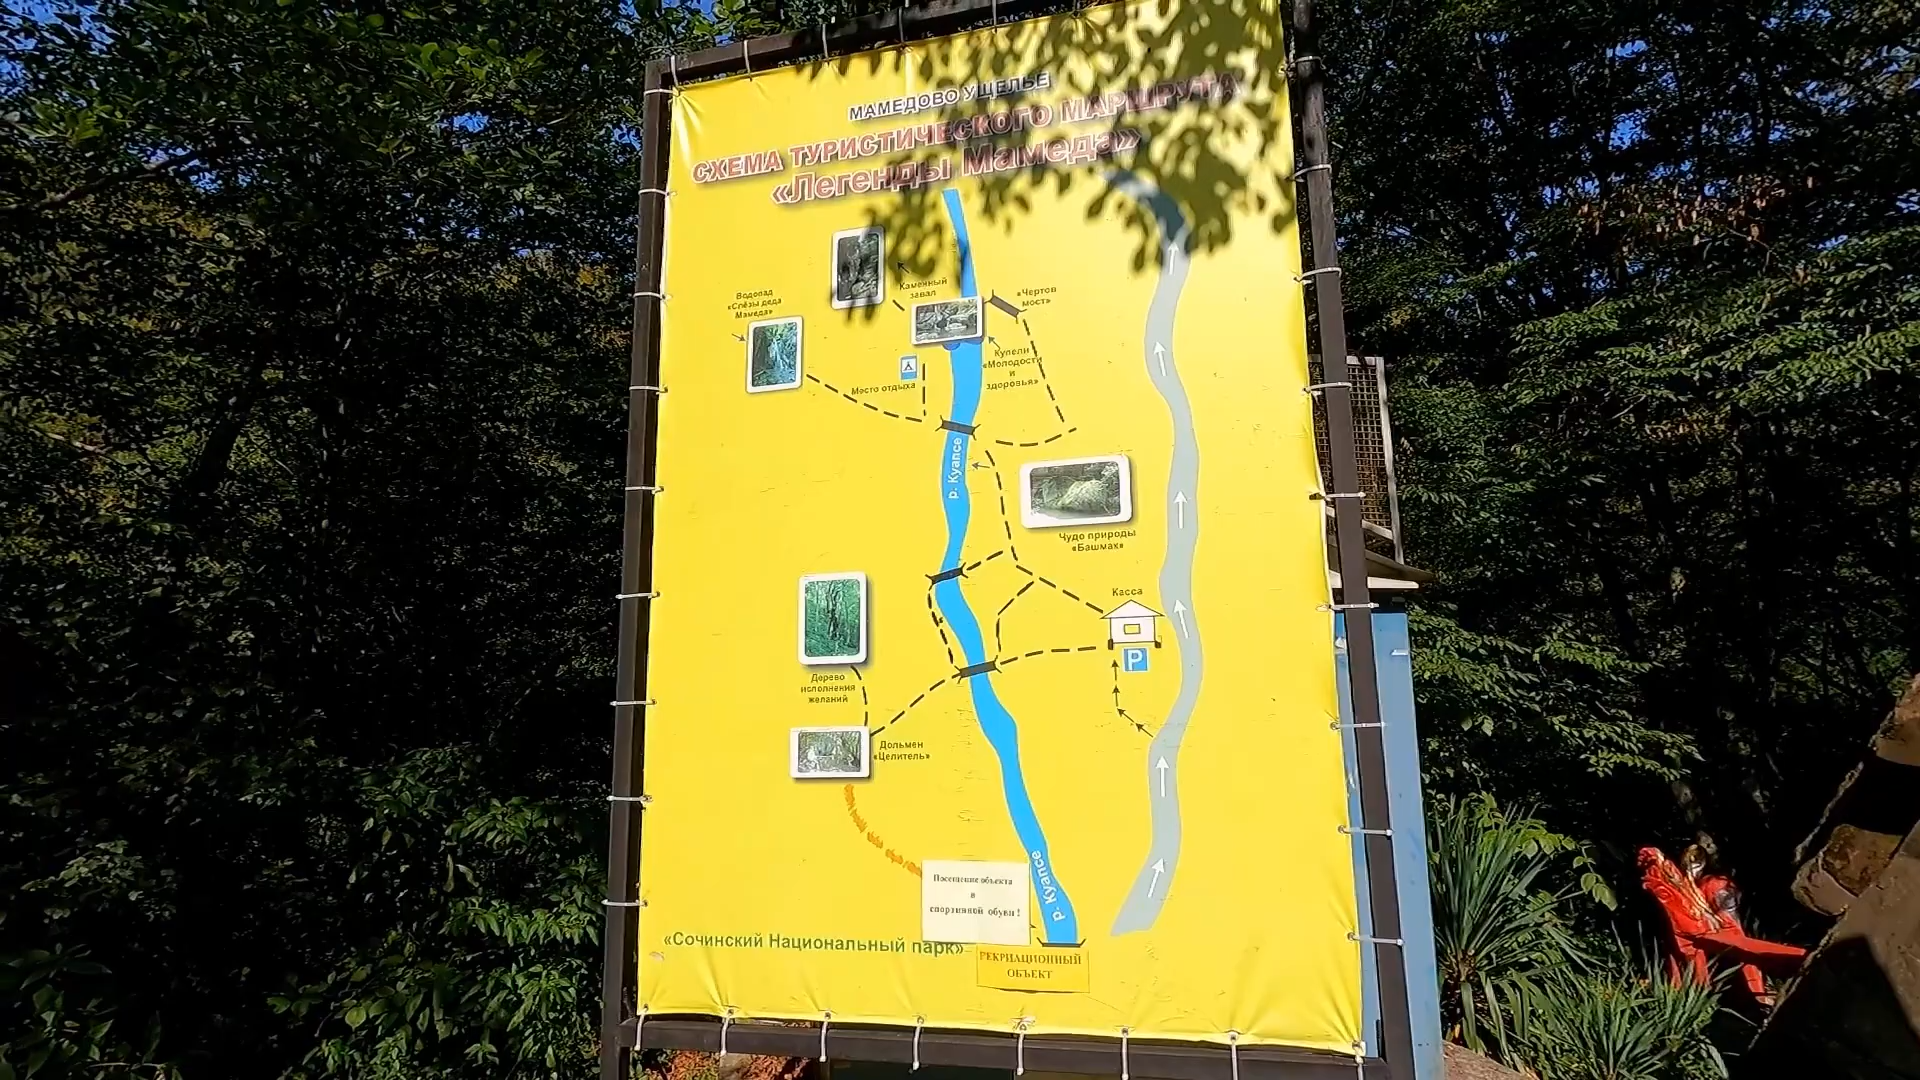 МАМЕДОВО УЩЕЛЬЕ
СХЕМА ТУРИСТИЧЕСКОГО МАРШРУТА
«Легенды Мамеда»
Водопад
«Слёзы деда
Мамеда»
Каменный
завал
«Чертов
мост»
Купели
«Молодости
и
здоровья»
Место отдыха
р. Куапсе
Чудо природы
«Башмак»
Касса
P
Дерево
исполнения
желаний
Дольмен
«Целитель»
Посещение объекта
в
спортивной обуви!
р. Куапсе
«Сочинский Национальный парк»
РЕКРИАЦИОННЫЙ
ОБЪЕКТ